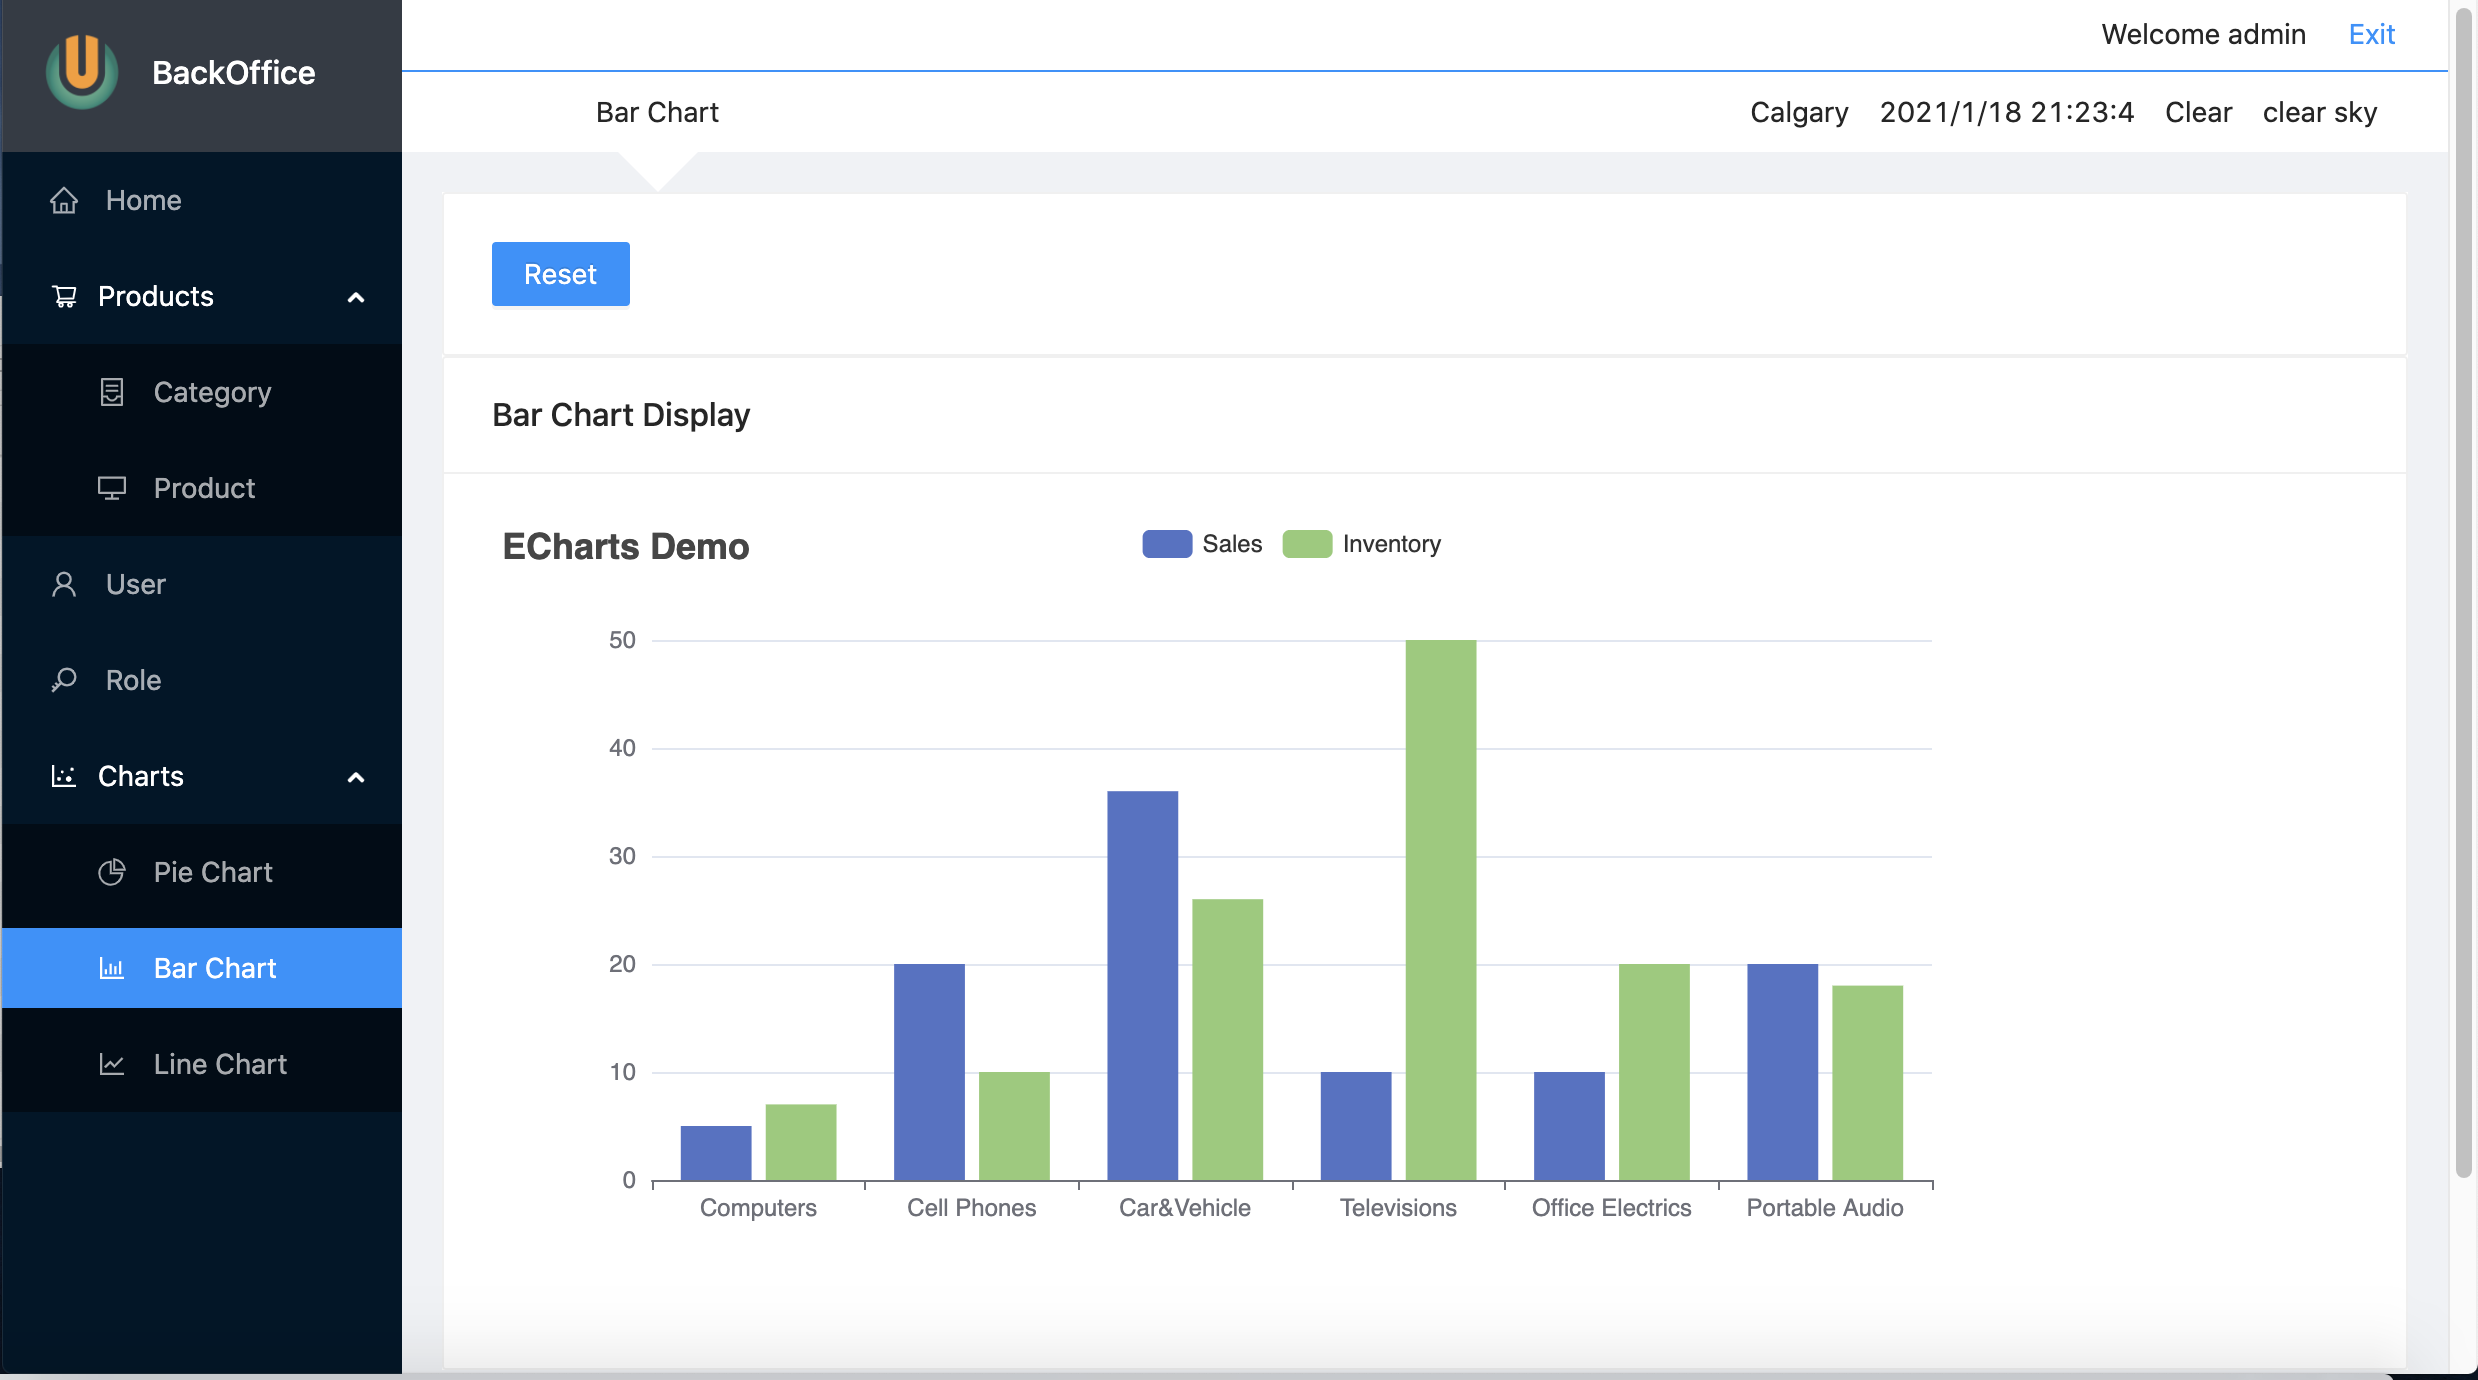 BackOffice
Home
Products
Category
Product
User
Role
Charts
Pie Chart
Bar Chart
Line Chart
Welcome admin Exit
Bar Chart
Calgary 2021/1/18 21:23:4 Clear clear sky
Reset
Bar Chart Display
ECharts Demo
Sales Inventory
50
40
30
20
10
0
Computers Cell Phones Car&Vehicle Televisions Office Electrics Portable Audio